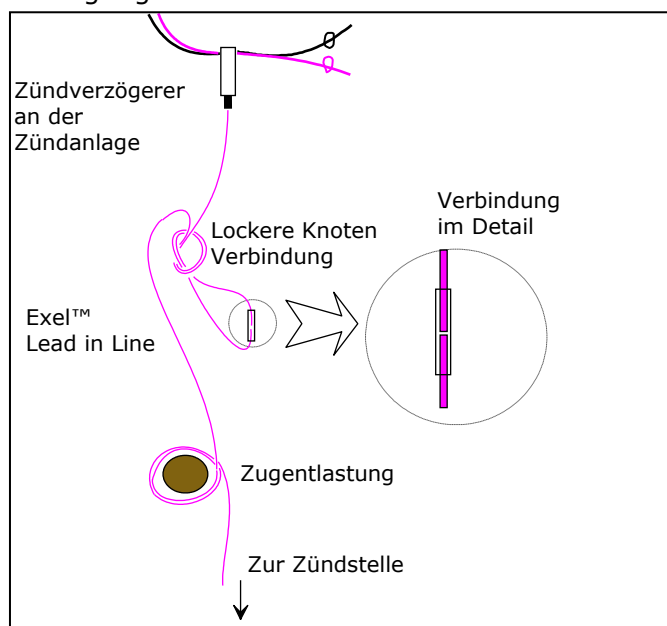 Zündverzögerer
an der
Zündanlage
Lockere Knoten
Verbindung
Verbindung
im Detail
Exel™
Lead in Line
Zugentlastung
Zur Zündstelle